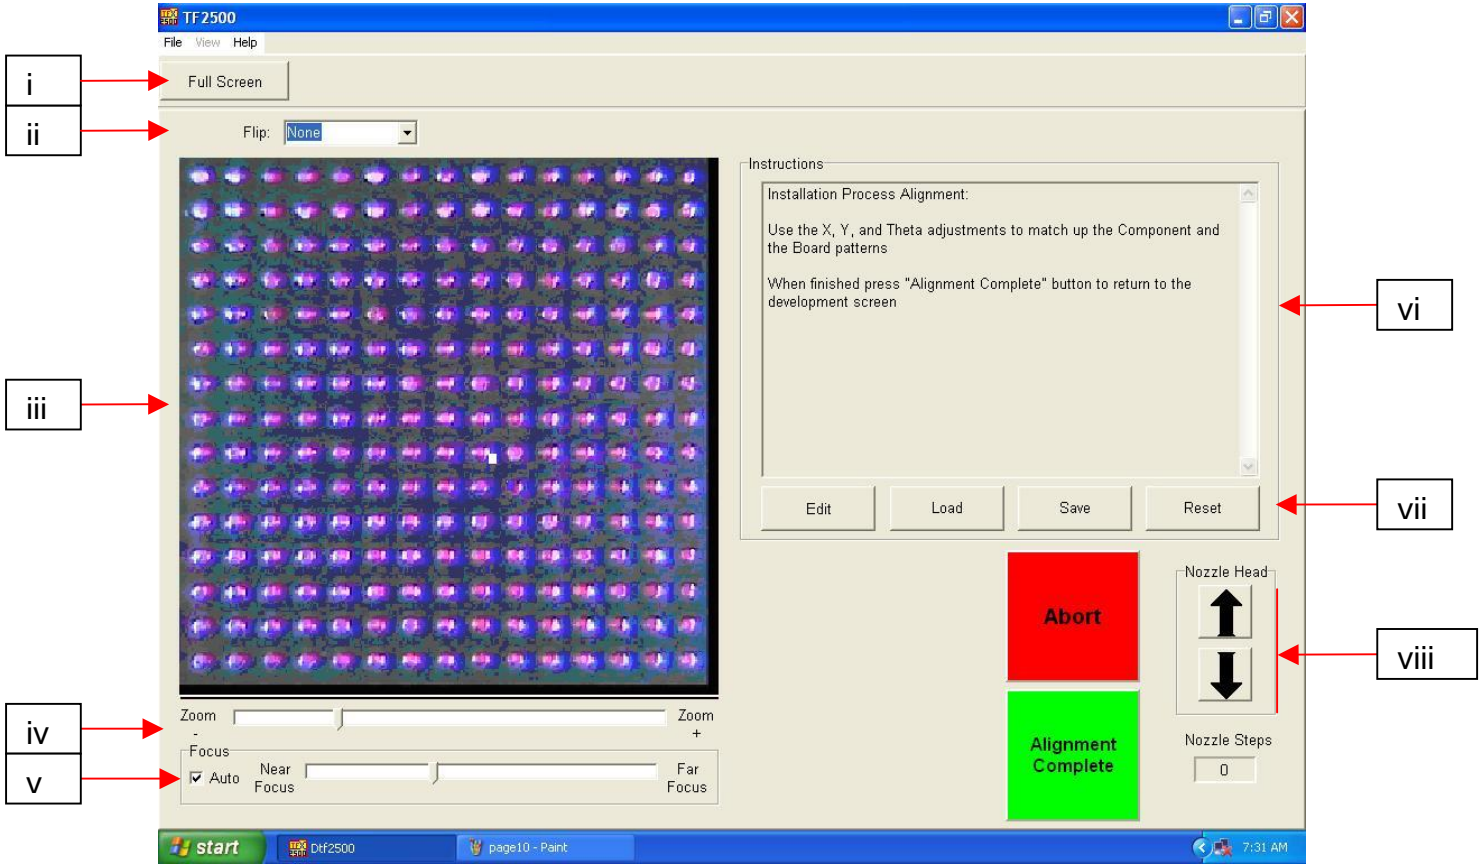 TF2500
File View Help
i
Full Screen
ii
Flip: None
Instructions
Installation Process Alignment:
Use the X, Y, and Theta adjustments to match up the Component and
the Board patterns
When finished press "Alignment Complete" button to return to the
development screen
vi
iii
Edit Load Save Reset
vii
Abort
Nozzle Head
viii
iv
Zoom
-
Zoom
+
Alignment
Complete
Nozzle Steps
0
v
Focus
Auto
Near
Focus
Far
Focus
start
TEX
2500
Dtf2500
page10 - Paint
7:31 AM